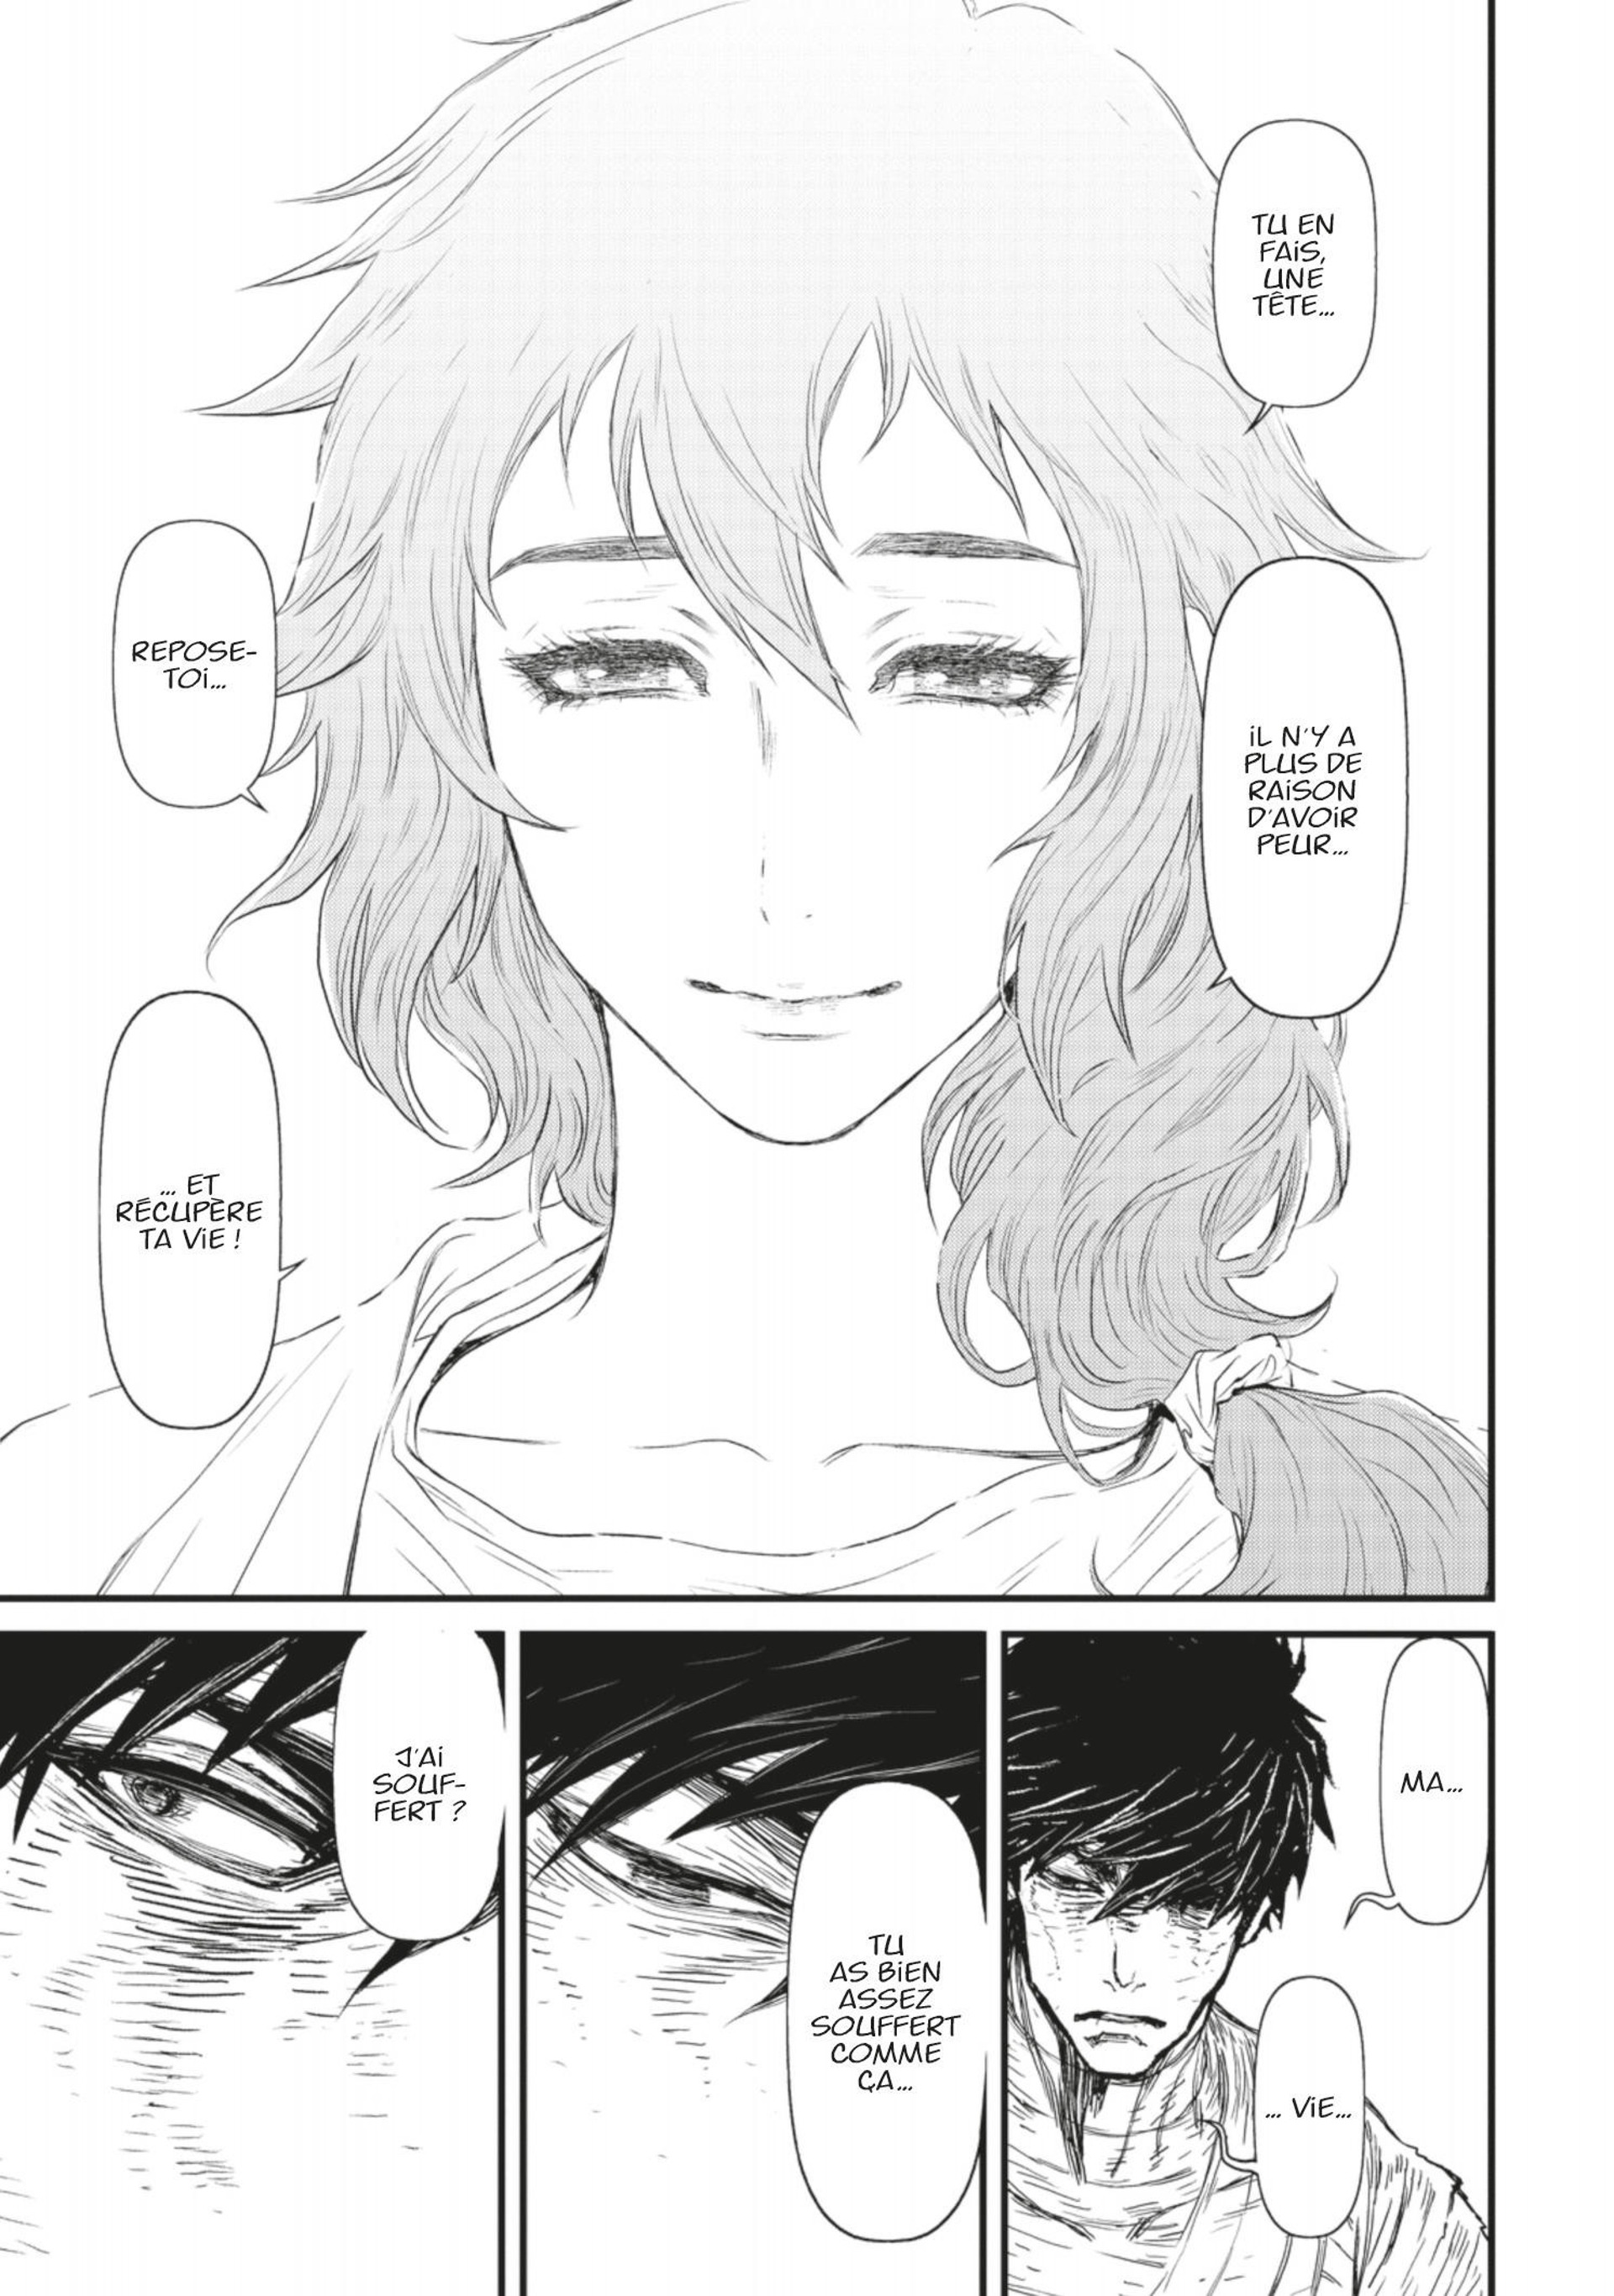 TU EN
FAIS,
UNE
TÊTE...
IL N'Y A
PLUS DE
RAISON
D'AVOIR
PEUR...
REPOSE-
TOI...
... ET
RÉCUPÈRE
TA VIE !
MA...
... VIE...
TU
AS BIEN
ASSEZ
SOUFFERT
COMME
ÇA...
J'AI
SOUF-
FERT ?